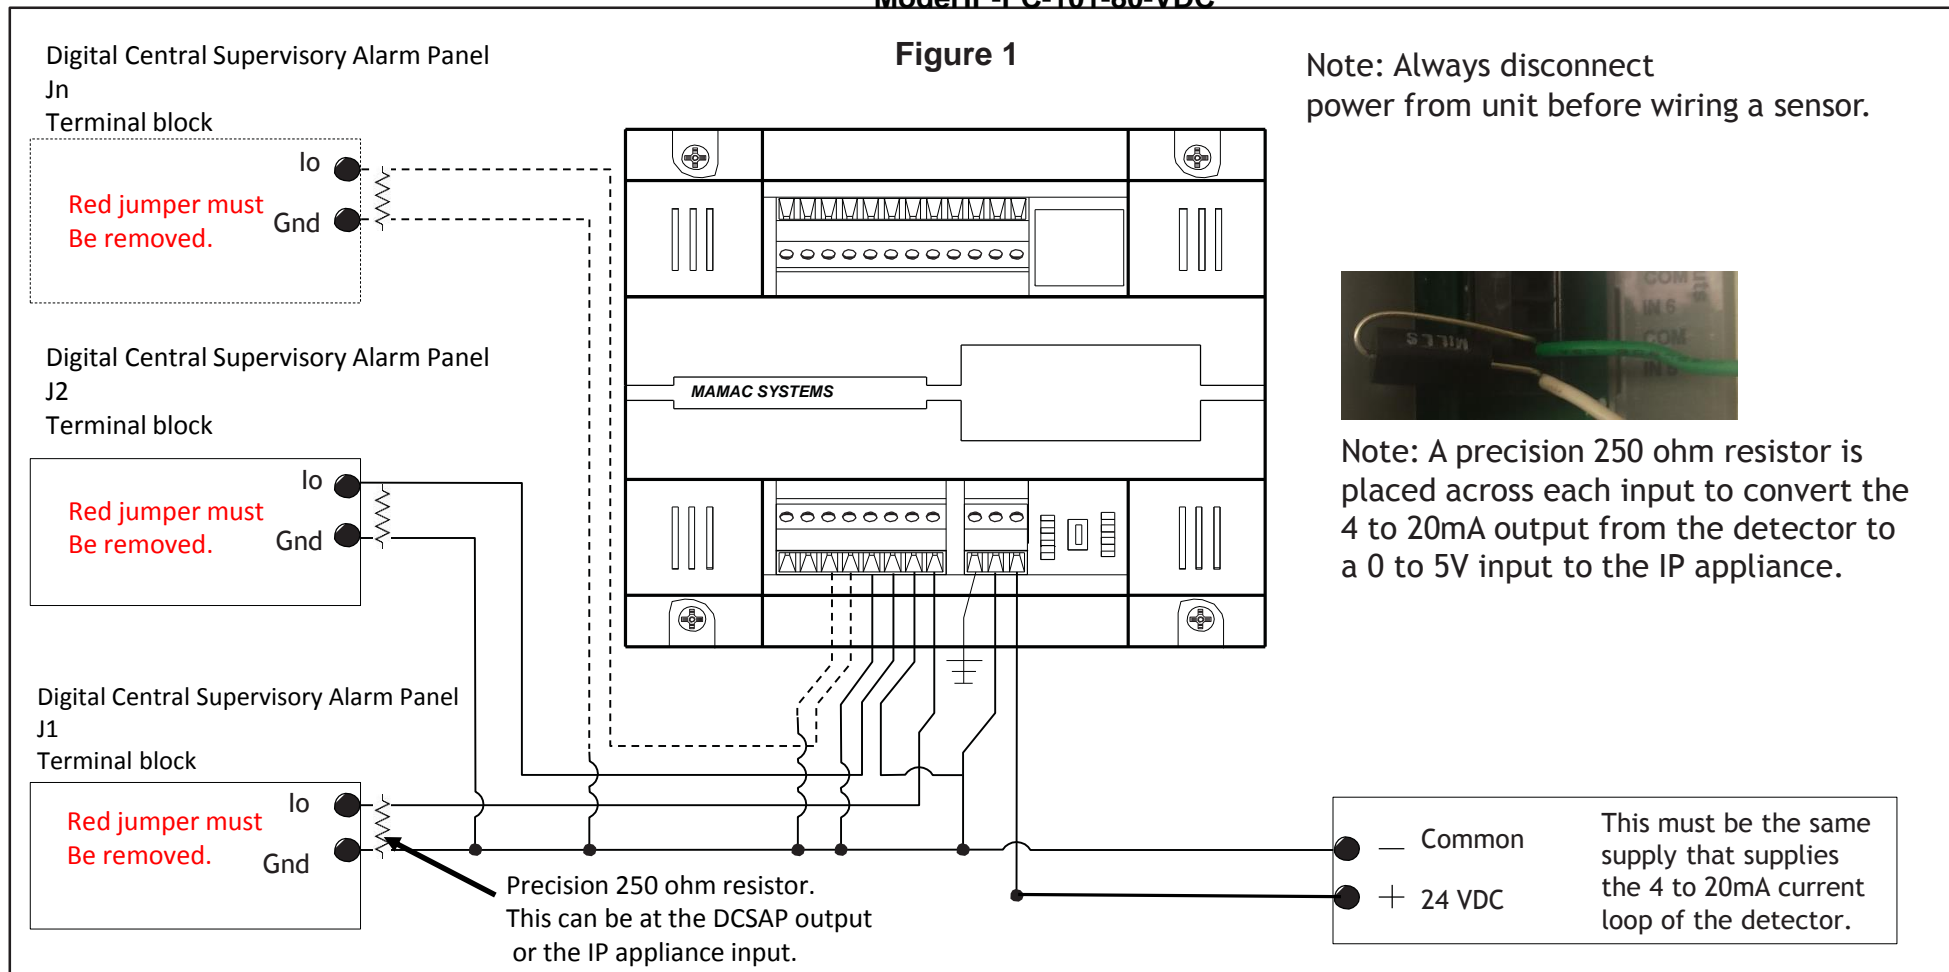 Figure 1
Digital Central Supervisory Alarm Panel
Jn
Terminal block
Io
Red jumper must
Be removed.
Gnd
Note: Always disconnect
power from unit before wiring a sensor.
Digital Central Supervisory Alarm Panel
J2
Terminal block
Io
Red jumper must
Be removed.
Gnd
MAMAC SYSTEMS
COM
IN 6
COM
MILLS
Note: A precision 250 ohm resistor is
placed across each input to convert the
4 to 20mA output from the detector to
a 0 to 5V input to the IP appliance.
Digital Central Supervisory Alarm Panel
J1
Terminal block
Io
Red jumper must
Be removed.
Gnd
Precision 250 ohm resistor.
This can be at the DCSAP output
or the IP appliance input.
— Common
+ 24 VDC
This must be the same
supply that supplies
the 4 to 20mA current
loop of the detector.